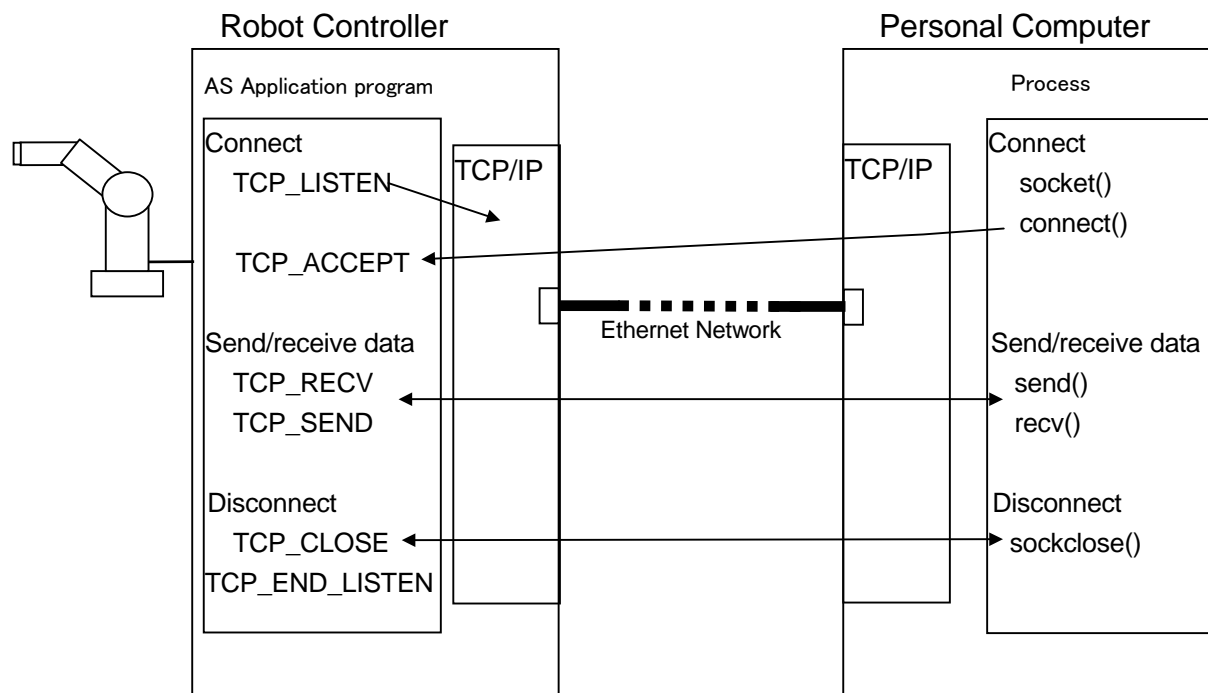 Robot Controller
Personal Computer
AS Application program
Process
Connect
TCP_LISTEN
TCP_ACCEPT
Send/receive data
TCP_RECV
TCP_SEND
Disconnect
TCP_CLOSE
TCP_END_LISTEN
TCP/IP
Ethernet Network
TCP/IP
Connect
socket()
connect()
Send/receive data
send()
recv()
Disconnect
sockclose()